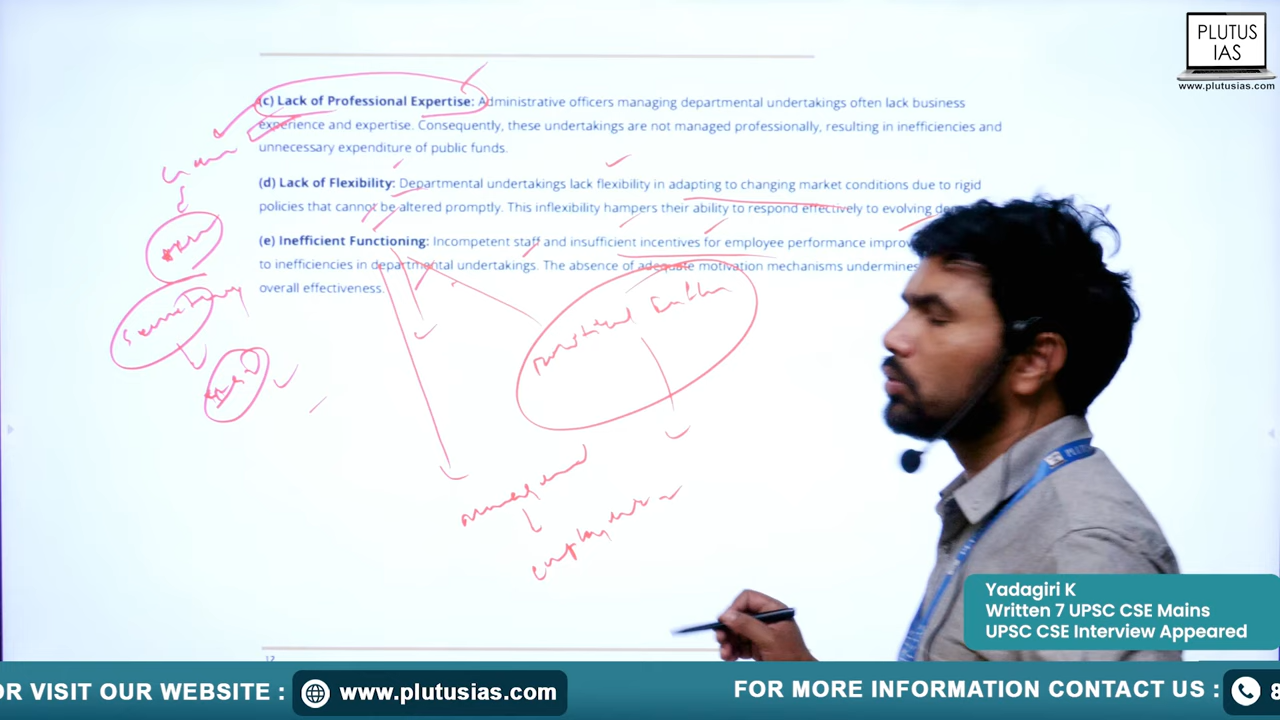 PLUTUS
IAS
www.plutusias.com
(c) Lack of Professional Expertise: Administrative officers managing departmental undertakings often lack business
experience and expertise. Consequently, these undertakings are not managed professionally, resulting in inefficiencies and
unnecessary expenditure of public funds.
(d) Lack of Flexibility: Departmental undertakings lack flexibility in adapting to changing market conditions due to rigid
policies that cannot be altered promptly. This inflexibility hampers their ability to respond effectively to evolving
(e) Inefficient Functioning: Incompetent staff and insufficient incentives for employee performance
to inefficiencies in departmental undertakings. The absence of adequate motivation mechanisms undermines
overall effectiveness.
management
Yadagiri K
Written 7 UPSC CSE Mains
UPSC CSE Interview Appeared
12
OR VISIT OUR WEBSITE : www.plutusias.com FOR MORE INFORMATION CONTACT US : 8